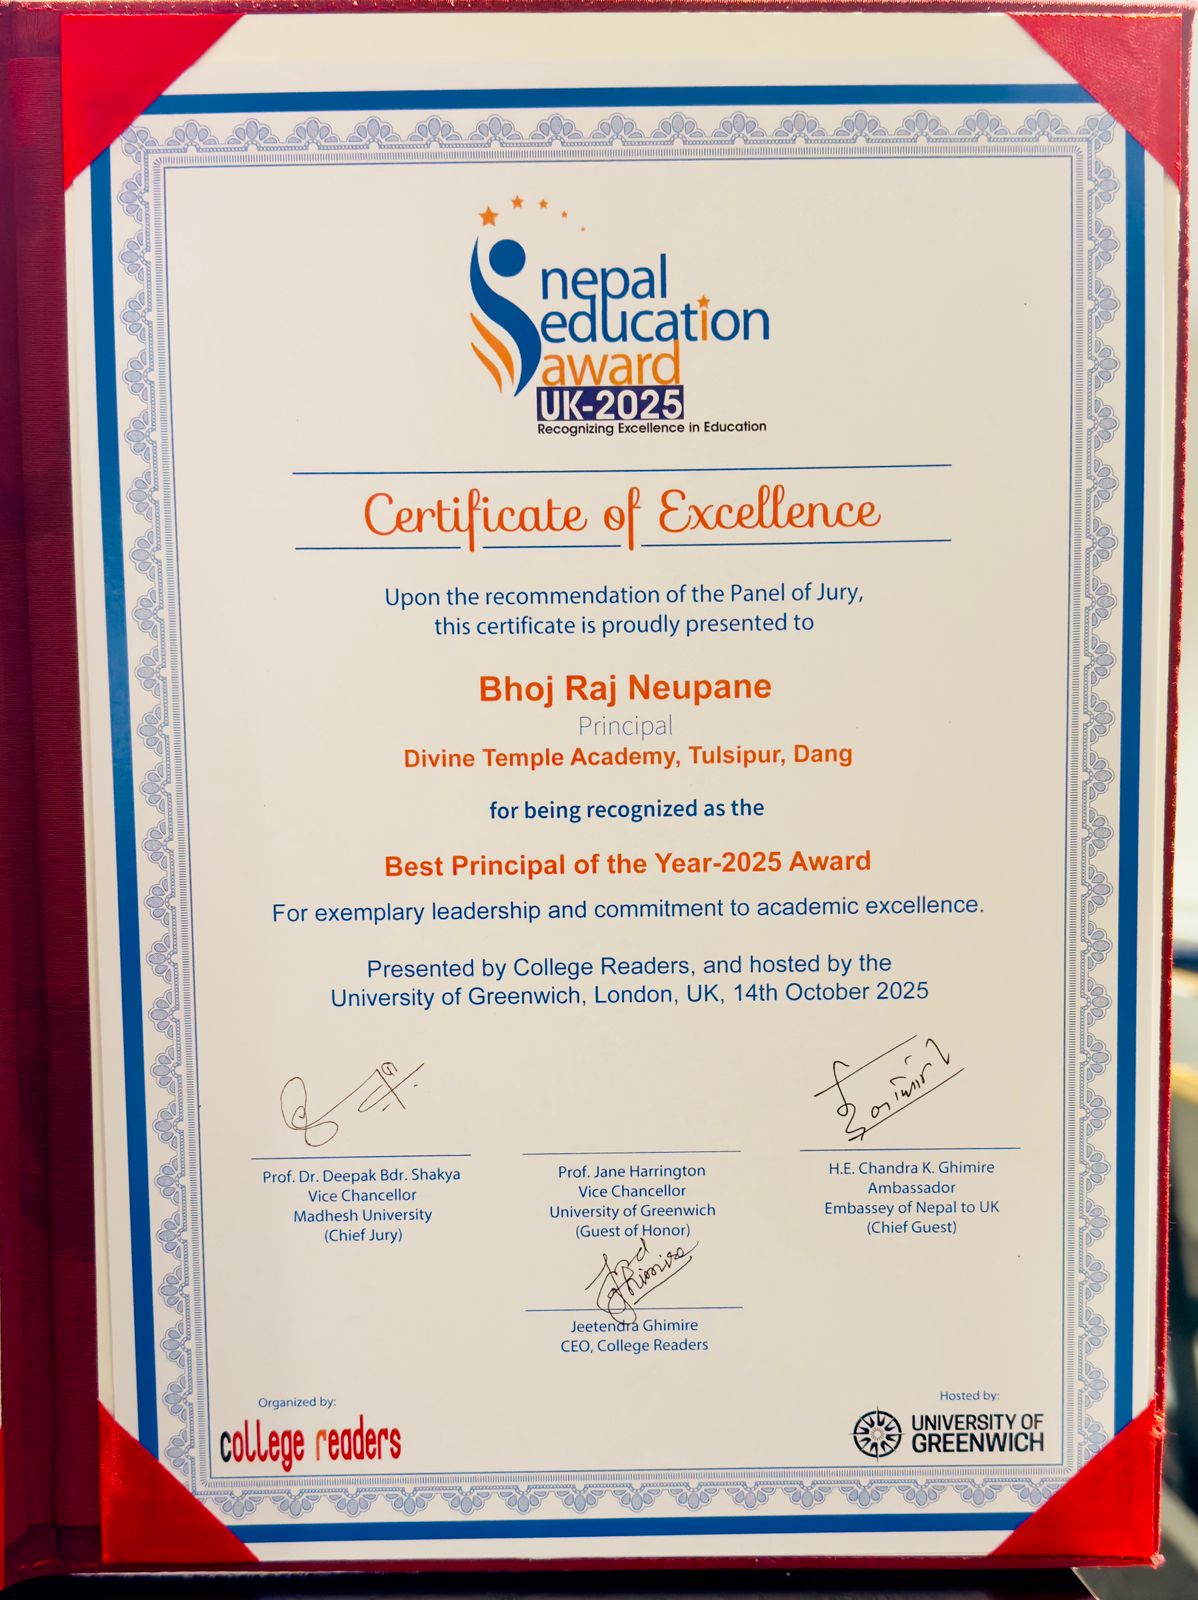 nepal
education
award
UK-2025
Recognizing Excellence in Education
Certificate of Excellence
Upon the recommendation of the Panel of Jury,
this certificate is proudly presented to
Bhoj Raj Neupane
Principal
Divine Temple Academy, Tulsipur, Dang
for being recognized as the
Best Principal of the Year-2025 Award
For exemplary leadership and commitment to academic excellence.
Presented by College Readers, and hosted by the
University of Greenwich, London, UK, 14th October 2025
Prof. Dr. Deepak Bdr. Shakya
Vice Chancellor
Madhesh University
(Chief Jury)
Prof. Jane Harrington
Vice Chancellor
University of Greenwich
(Guest of Honor)
H.E. Chandra K. Ghimire
Ambassador
Embassey of Nepal to UK
(Chief Guest)
Jeetendra Ghimire
CEO, College Readers
Organized by:
college readers
Hosted by:
UNIVERSITY OF
GREENWICH